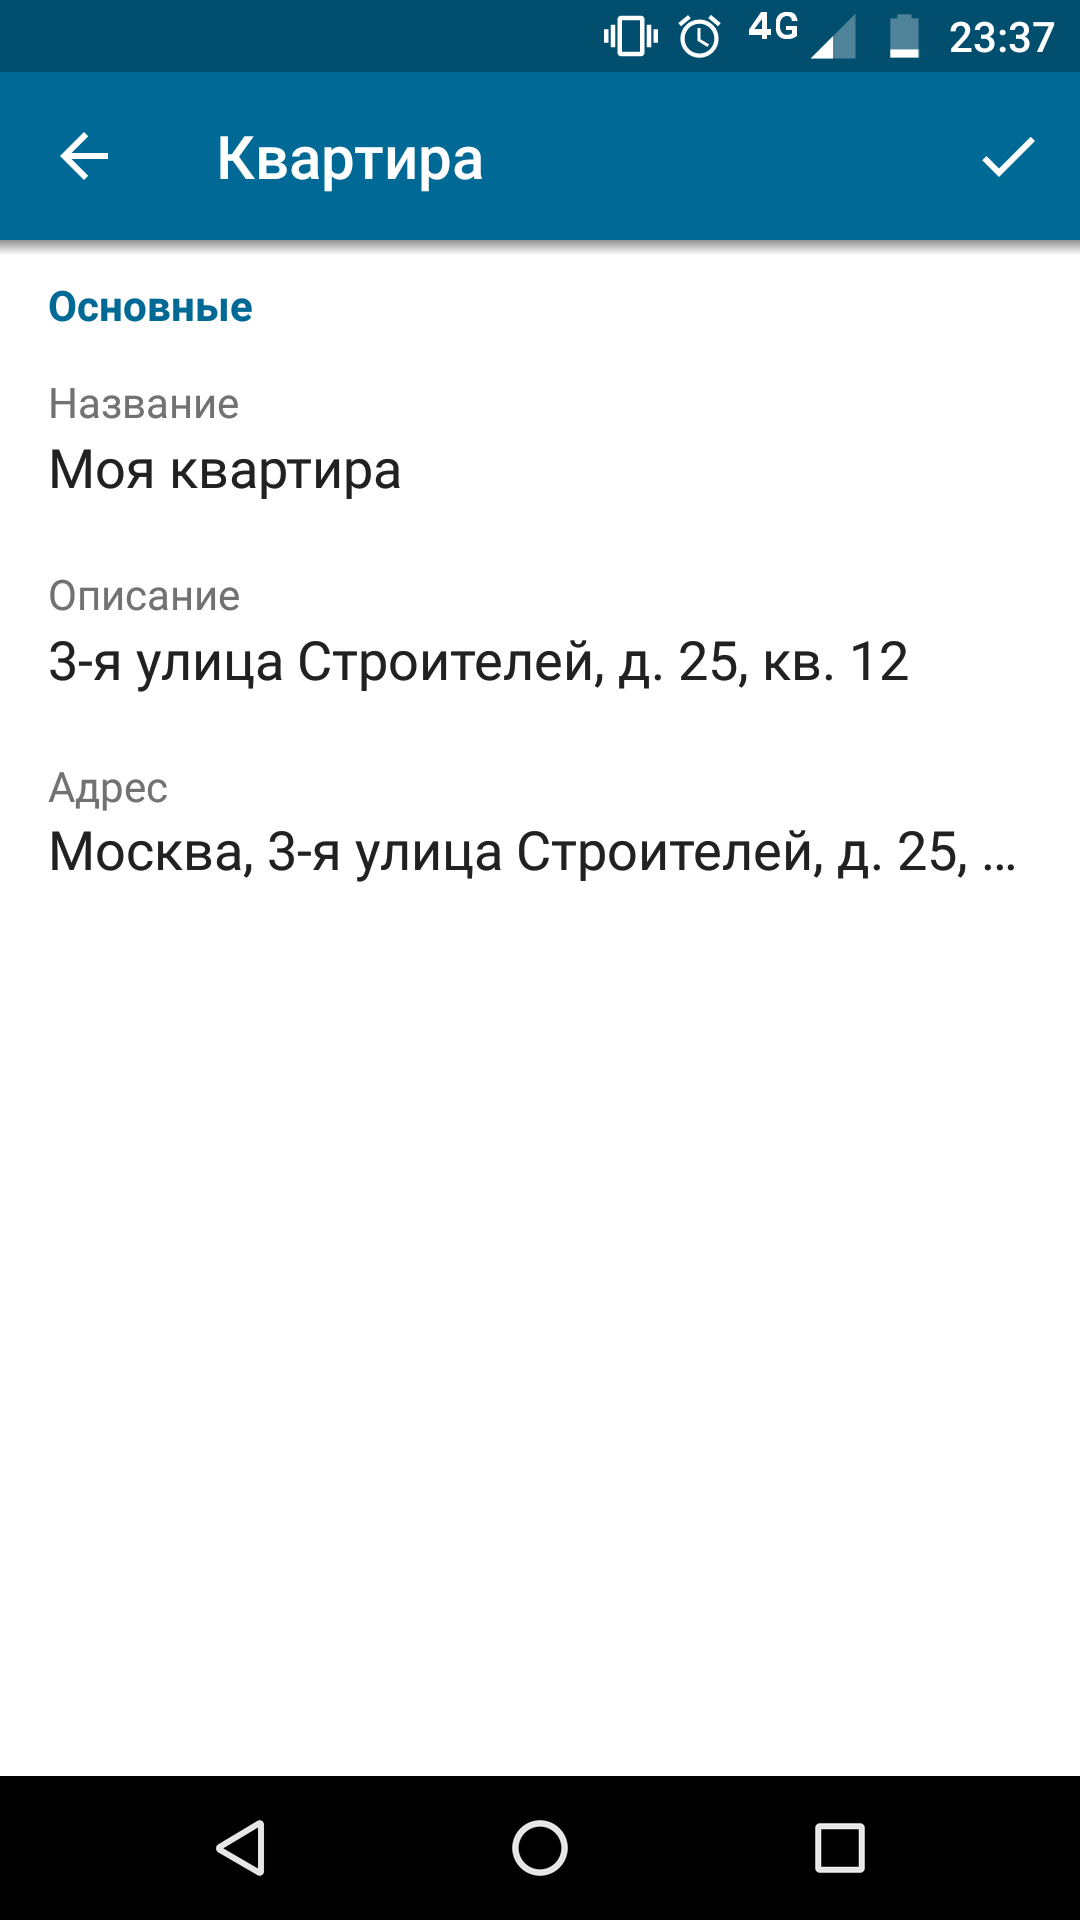 4G 23:37
Квартира
Основные
Название
Моя квартира
Описание
3-я улица Строителей, д. 25, кв. 12
Адрес
Москва, 3-я улица Строителей, д. 25, ...